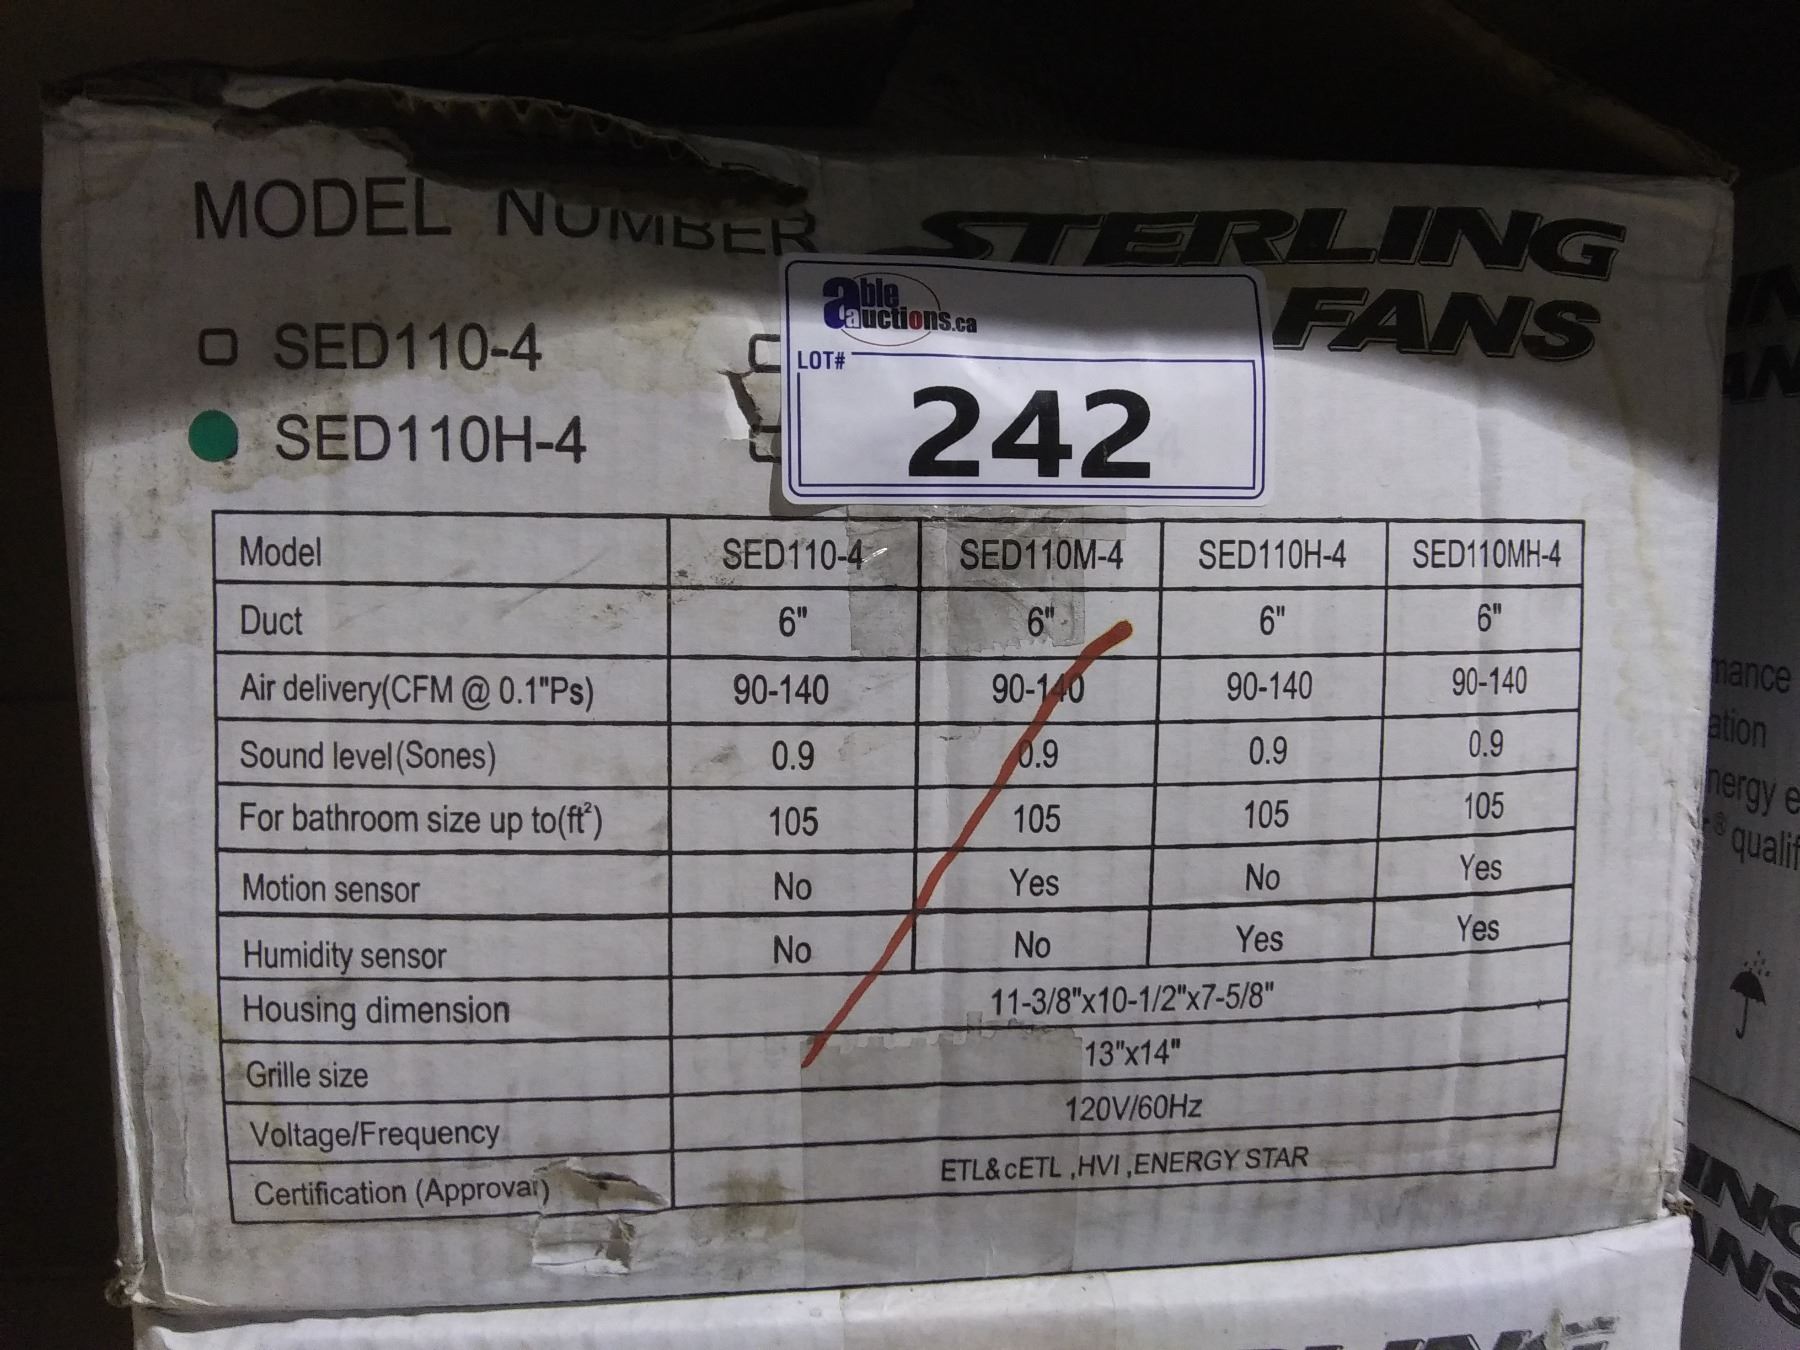 MODEL NUMBER
STERLING
FANS
SED110-4
SED110H-4
able
auctions.ca
LOT#
242
Model SED110-4 SED110M-4 SED110H-4 SED110MH-4
Duct 6" 6" 6" 6"
Air delivery(CFM @ 0.1"Ps) 90-140 90-140 90-140 90-140
Sound level(Sones) 0.9 0.9 0.9 0.9
For bathroom size up to(ft²) 105 105 105 105
Motion sensor No Yes No Yes
Humidity sensor No No Yes Yes
Housing dimension 11-3/8"x10-1/2"x7-5/8"
Grille size 13"x14"
Voltage/Frequency 120V/60Hz
Certification (Approval) ETL&cETL ,HVI ,ENERGY STAR